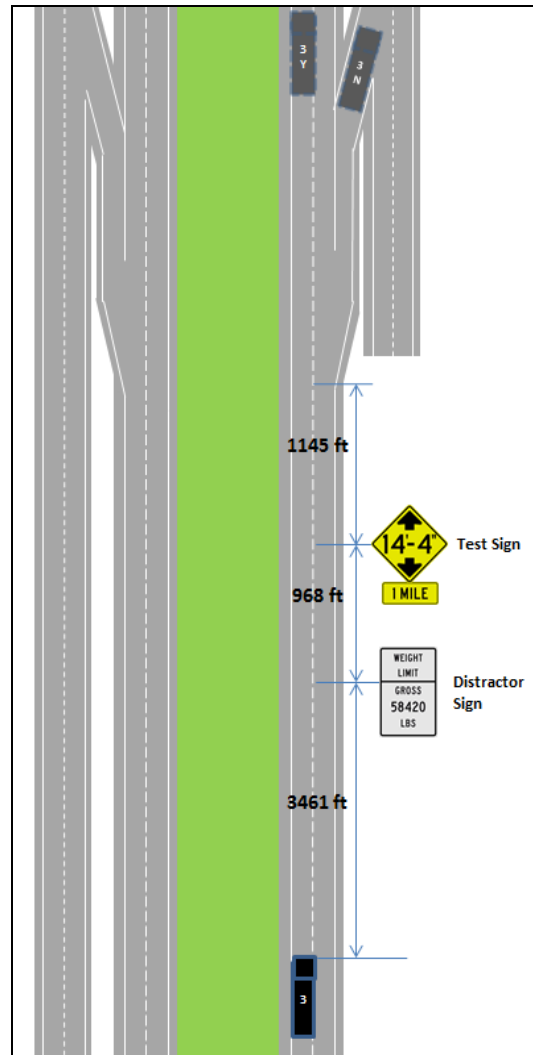 3
Y
3
N
1145 ft
14'-4"
Test Sign
1 MILE
968 ft
WEIGHT
LIMIT
GROSS
58420
LBS
Distractor
Sign
3461 ft
3